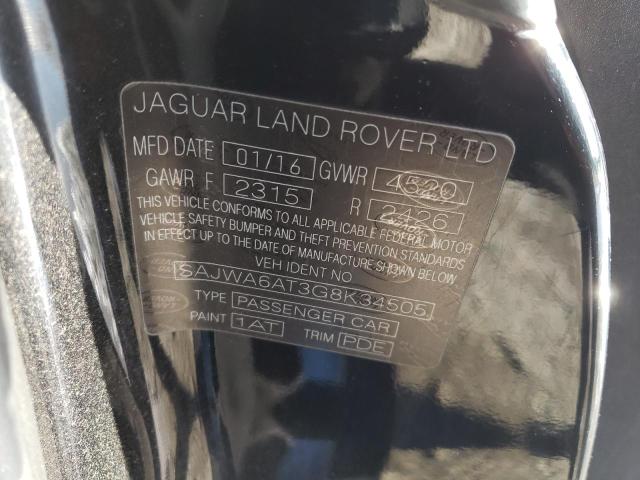 JAGUAR LAND ROVER LTD
MFD DATE 01/16 GVWR 4520
GAWR F 2315 R 2426
THIS VEHICLE CONFORMS TO ALL APPLICABLE FEDERAL MOTOR
VEHICLE SAFETY BUMPER AND THEFT PREVENTION STANDARDS
IN EFFECT UP TO THE DATE OF MANUFACTURE SHOWN BELOW
VEH IDENT NO
SAJWA6AT3G8K34505
TYPE PASSENGER CAR
PAINT 1AT TRIM PDE